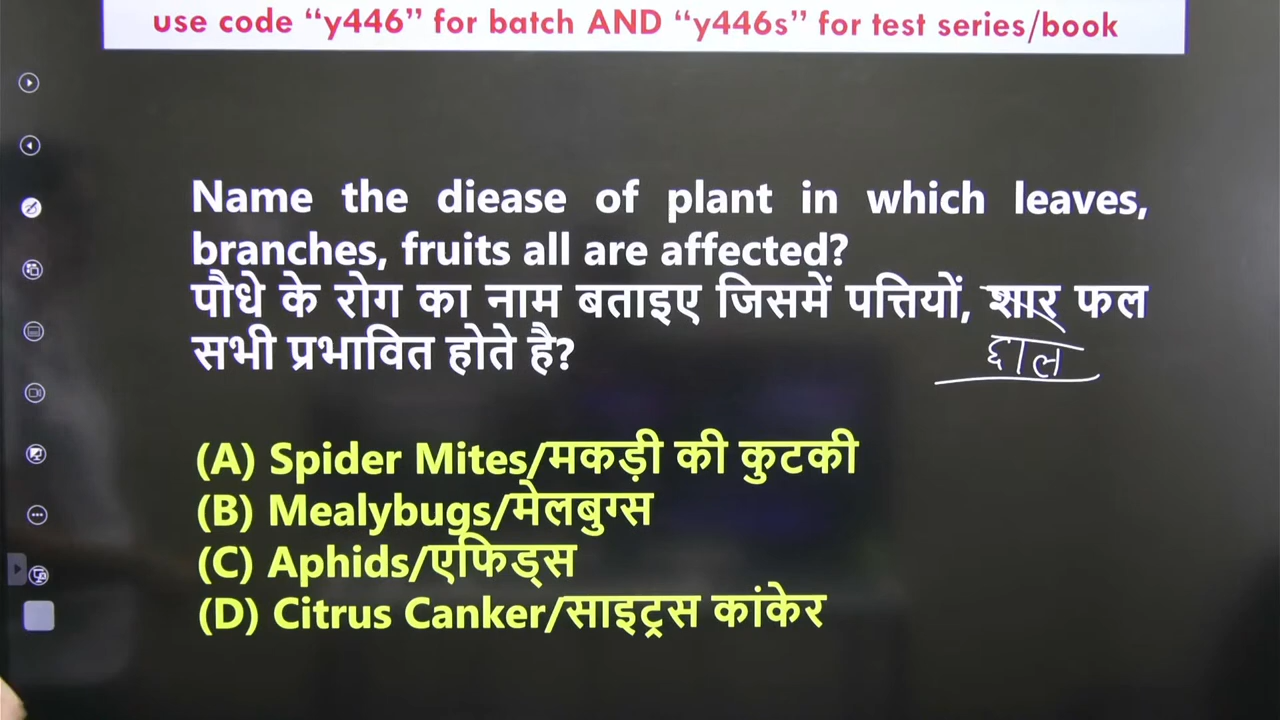 use code “y446” for batch AND “y446s” for test series/book
Name the diease of plant in which leaves,
branches, fruits all are affected?
पौधे के रोग का नाम बताइए जिसमें पत्तियों, शार फल
छाल
सभी प्रभावित होते है?
(A) Spider Mites/मकड़ी की कुटकी
(B) Mealybugs/मेलबुग्स
(C) Aphids/एफिड्स
(D) Citrus Canker/साइट्रस कांकेर